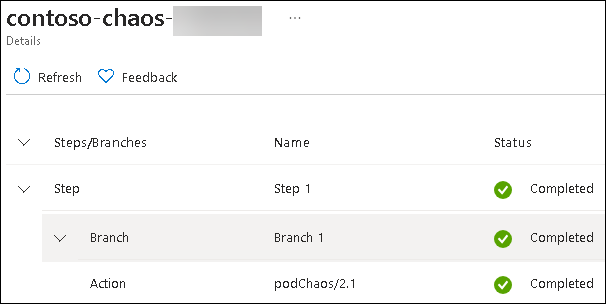 contoso-chaos- ...
Details
Refresh Feedback
Steps/Branches Name Status
Step Step 1 Completed
Branch Branch 1 Completed
Action podChaos/2.1 Completed